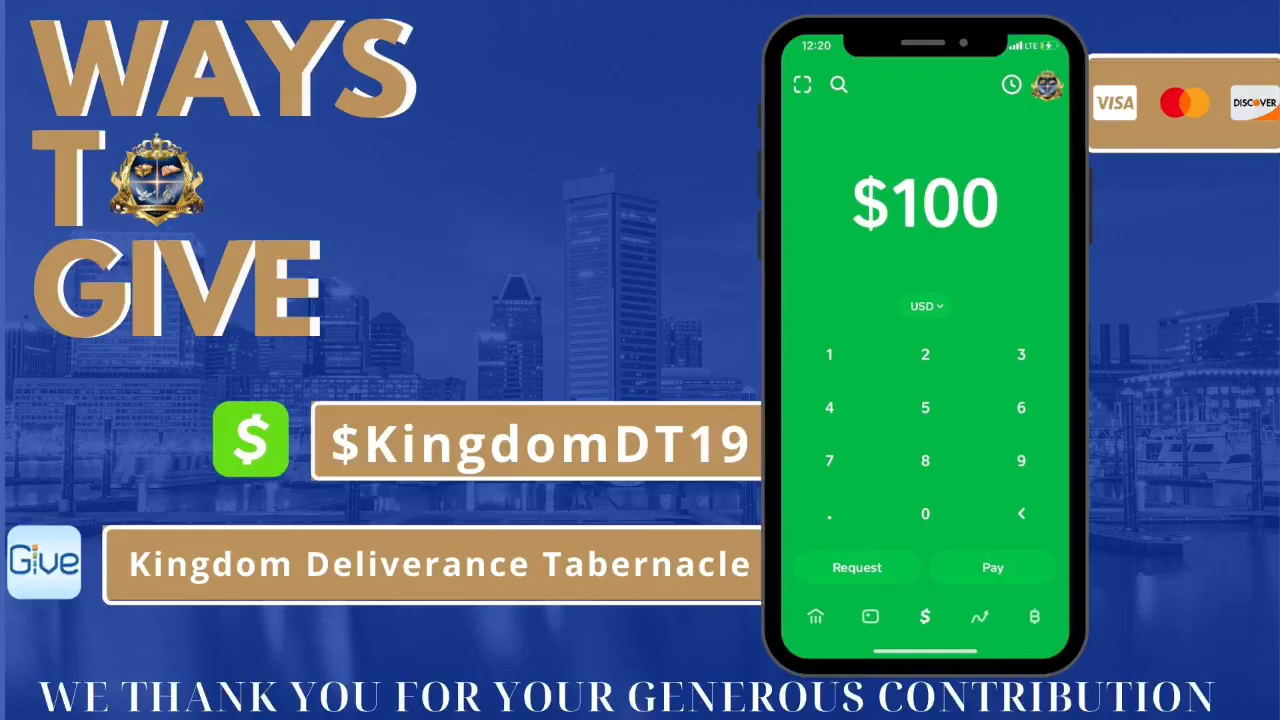 WAYS
TO
GIVE
$KingdomDT19
Give
Kingdom Deliverance Tabernacle
12:20
LTE
$100
USD
1 2 3
4 5 6
7 8 9
. 0 <
Request Pay
VISA
DISCOVER
WE THANK YOU FOR YOUR GENEROUS CONTRIBUTION